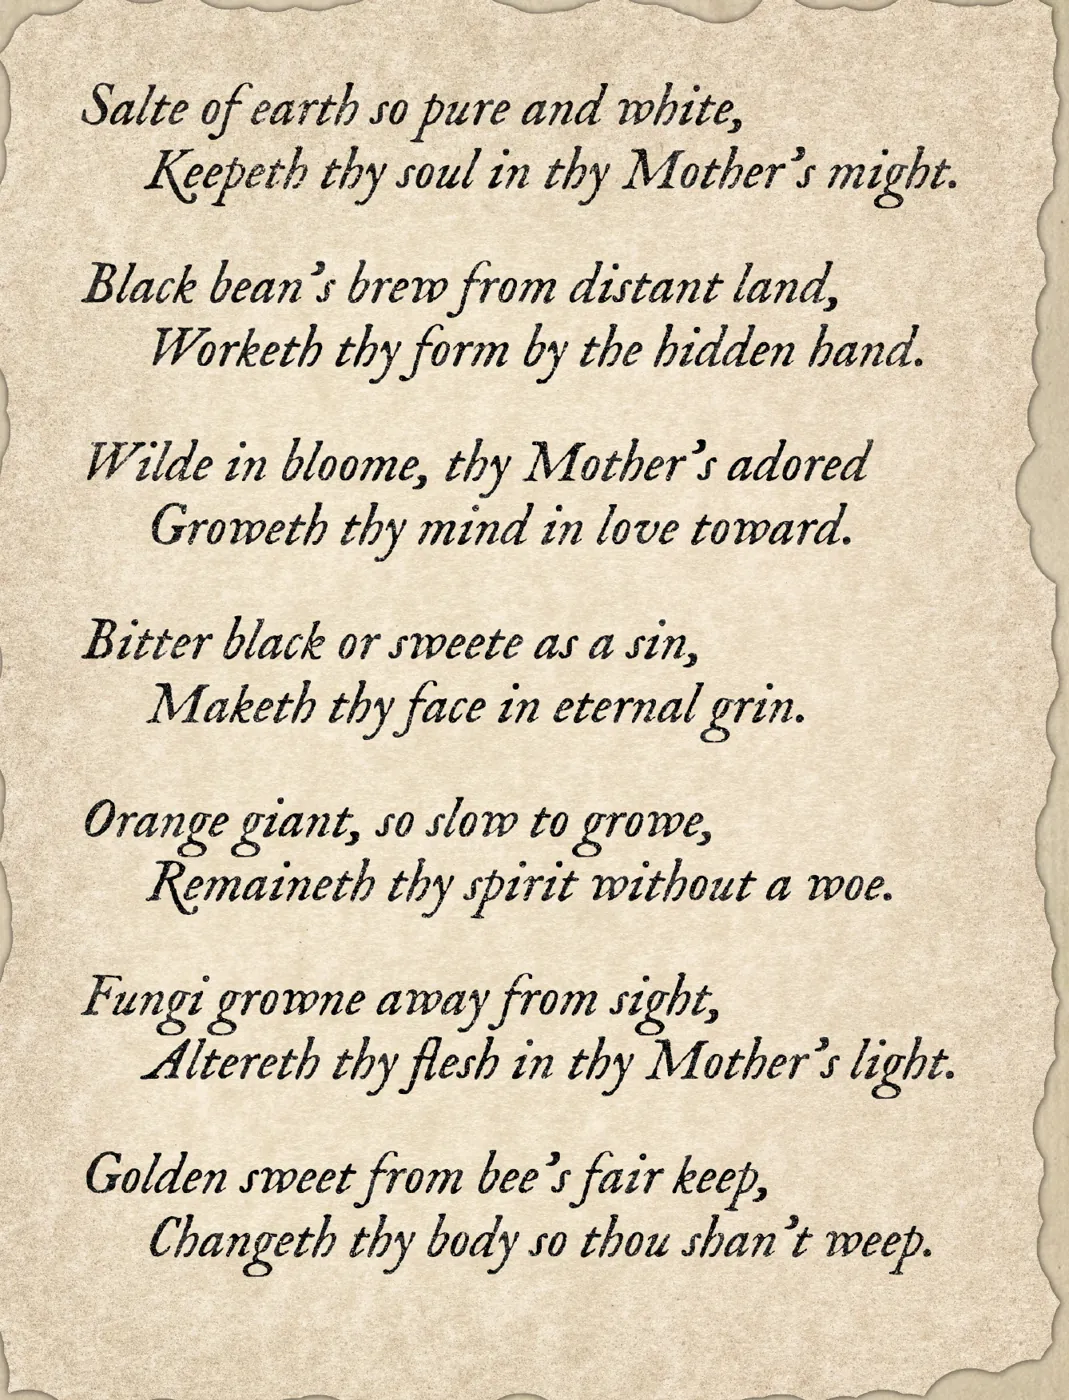 Salte of earth so pure and white,
Keepeth thy soul in thy Mother's might.
Black bean's brew from distant land,
Worketh thy form by the hidden hand.
Wilde in bloome, thy Mother's adored
Groweth thy mind in love toward.
Bitter black or sweete as a sin,
Maketh thy face in eternal grin.
Orange giant, so slow to growe,
Remaineth thy spirit without a woe.
Fungi growne away from sight,
Altereth thy flesh in thy Mother's light.
Golden sweet from bee's fair keep,
Changeth thy body so thou shan't weep.